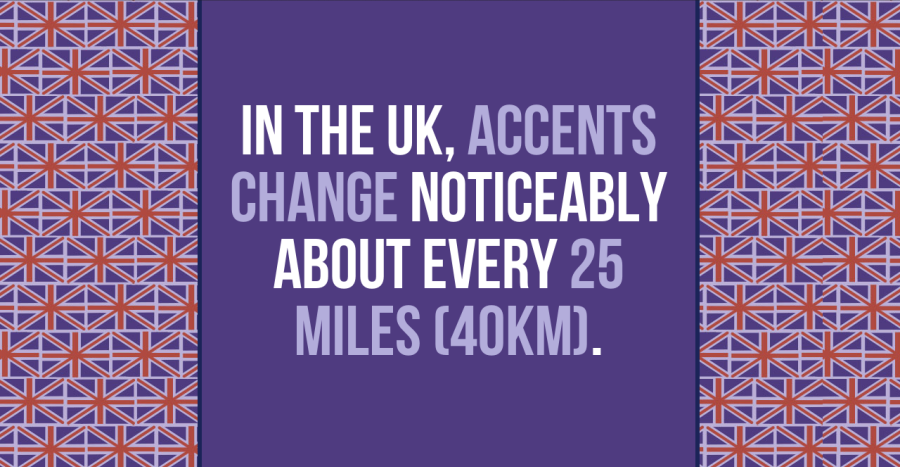 IN THE UK, ACCENTS
CHANGE NOTICEABLY
ABOUT EVERY 25
MILES (40KM).